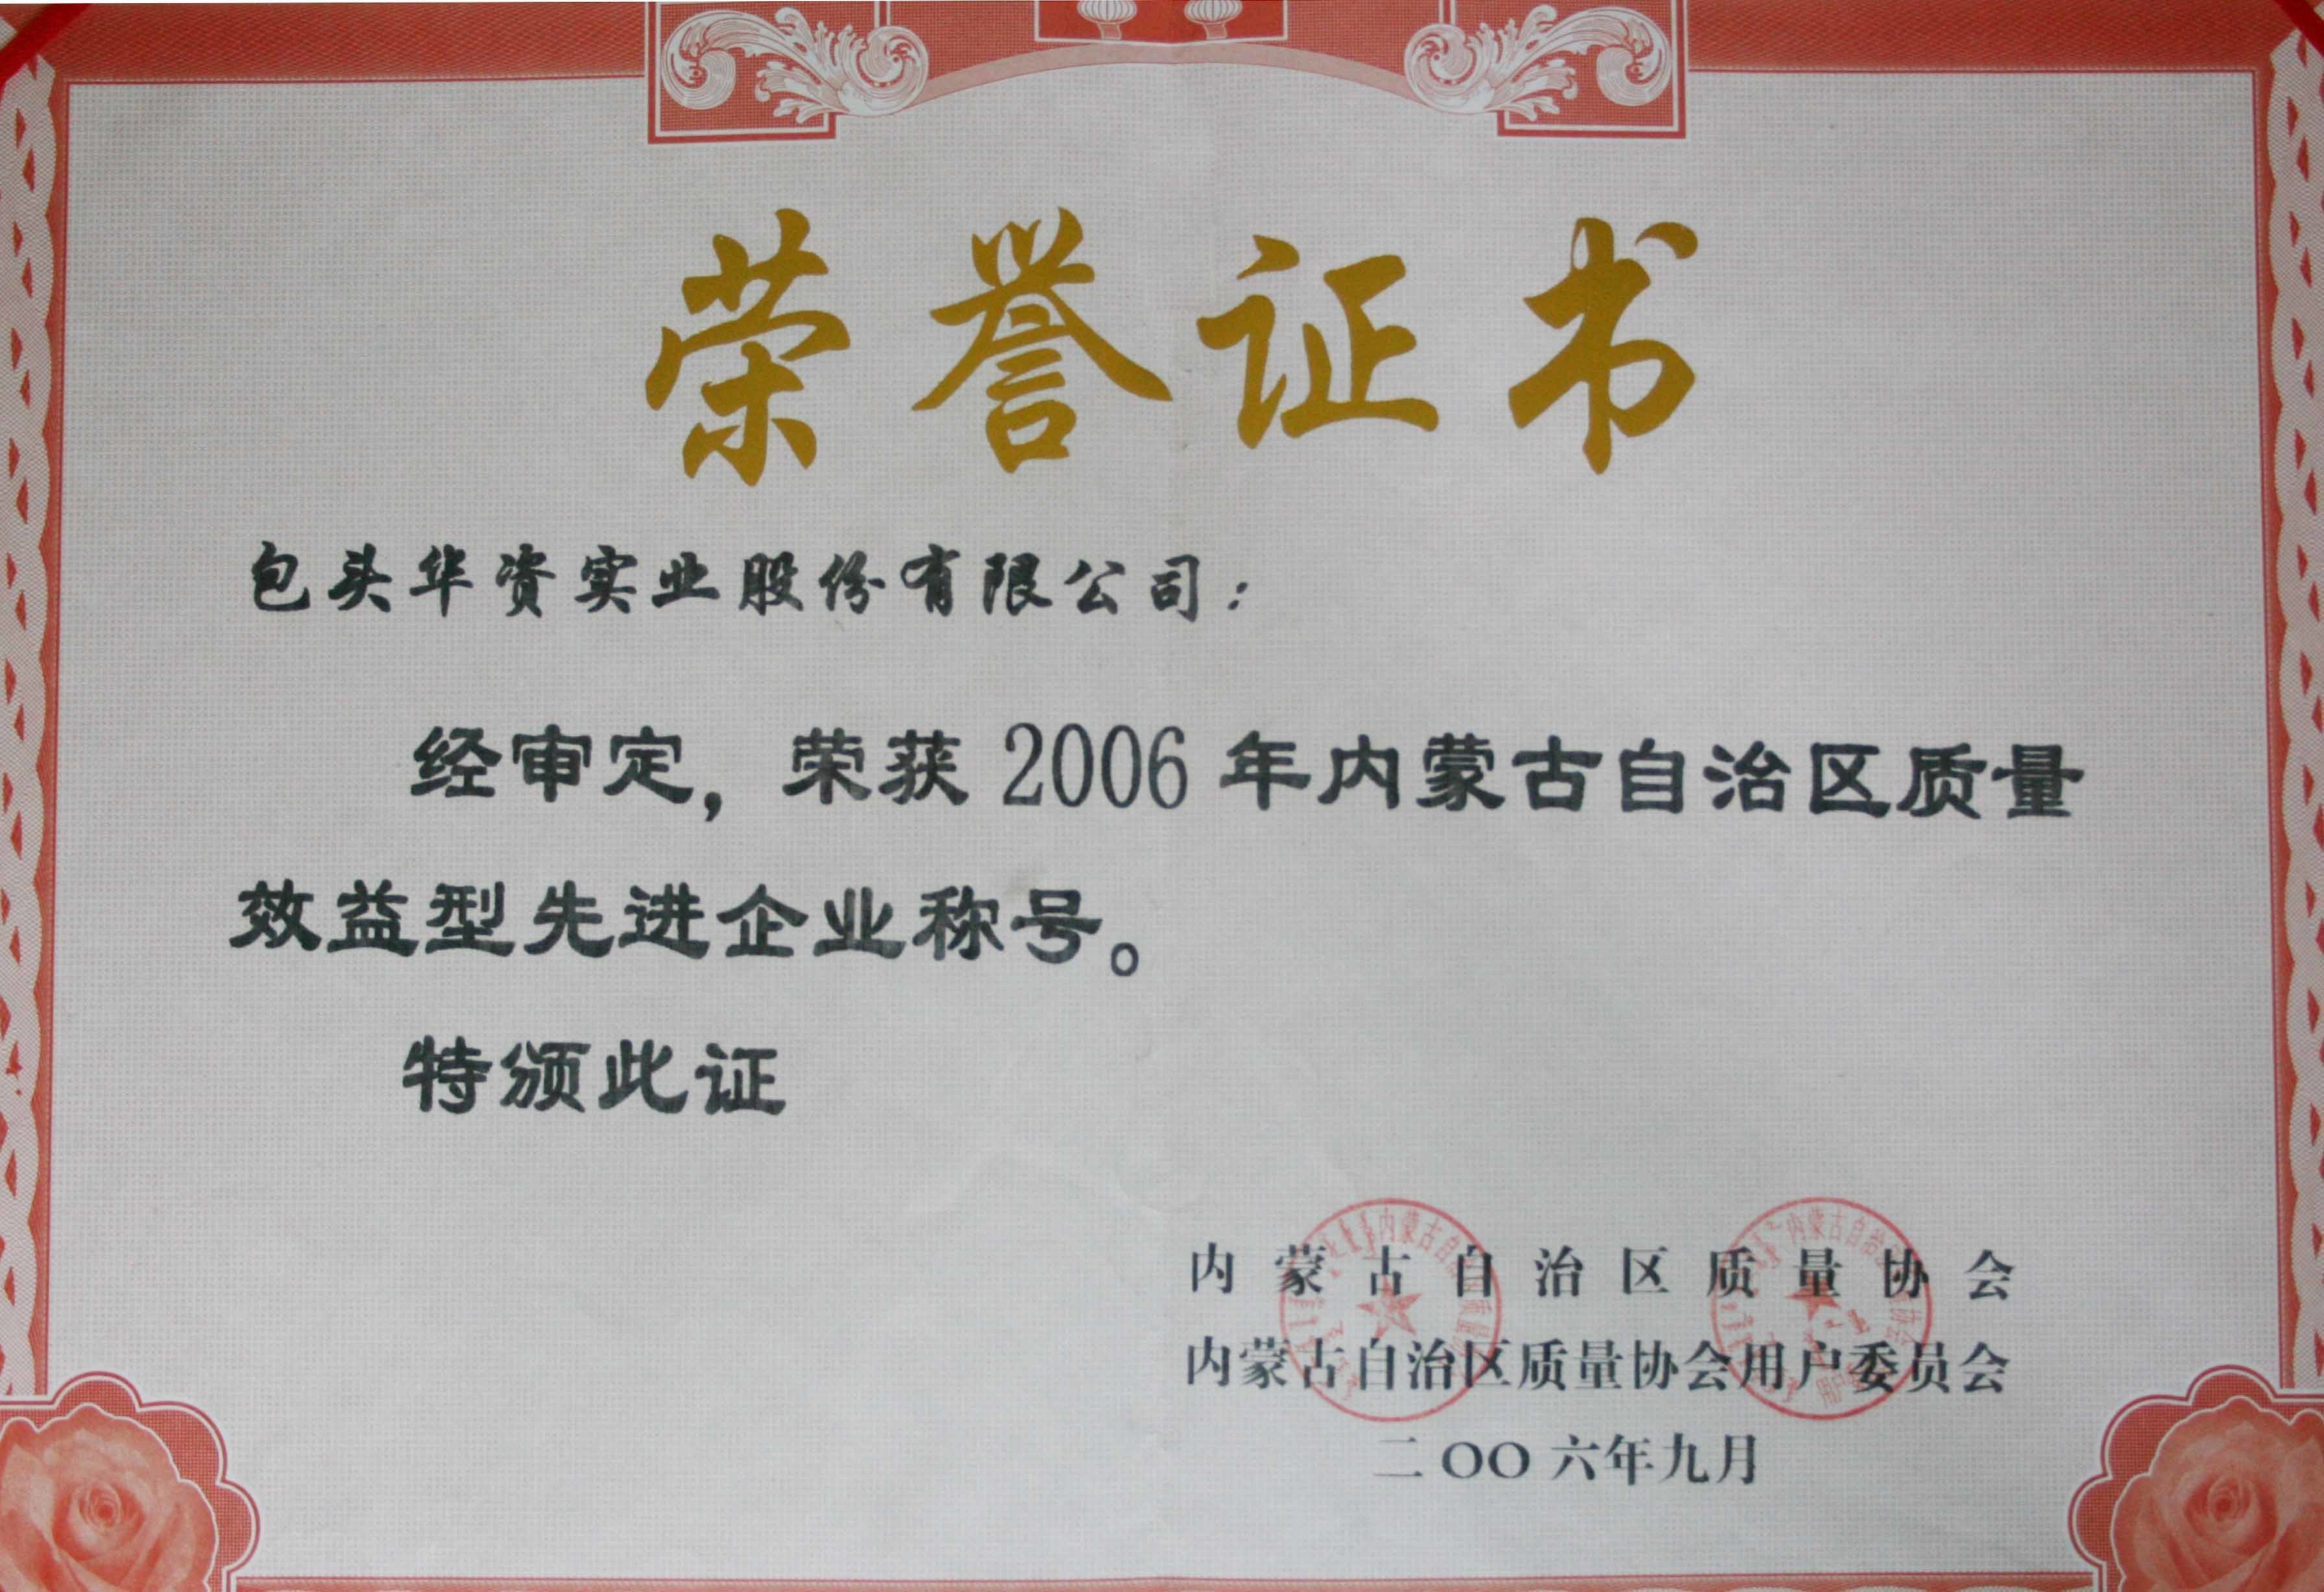 荣誉证书
包头华资实业股份有限公司：
经审定，荣获2006年内蒙古自治区质量
效益型先进企业称号。
特颁此证
内蒙古自治区质量协会
内蒙古自治区质量协会用户委员会
二〇〇六年九月